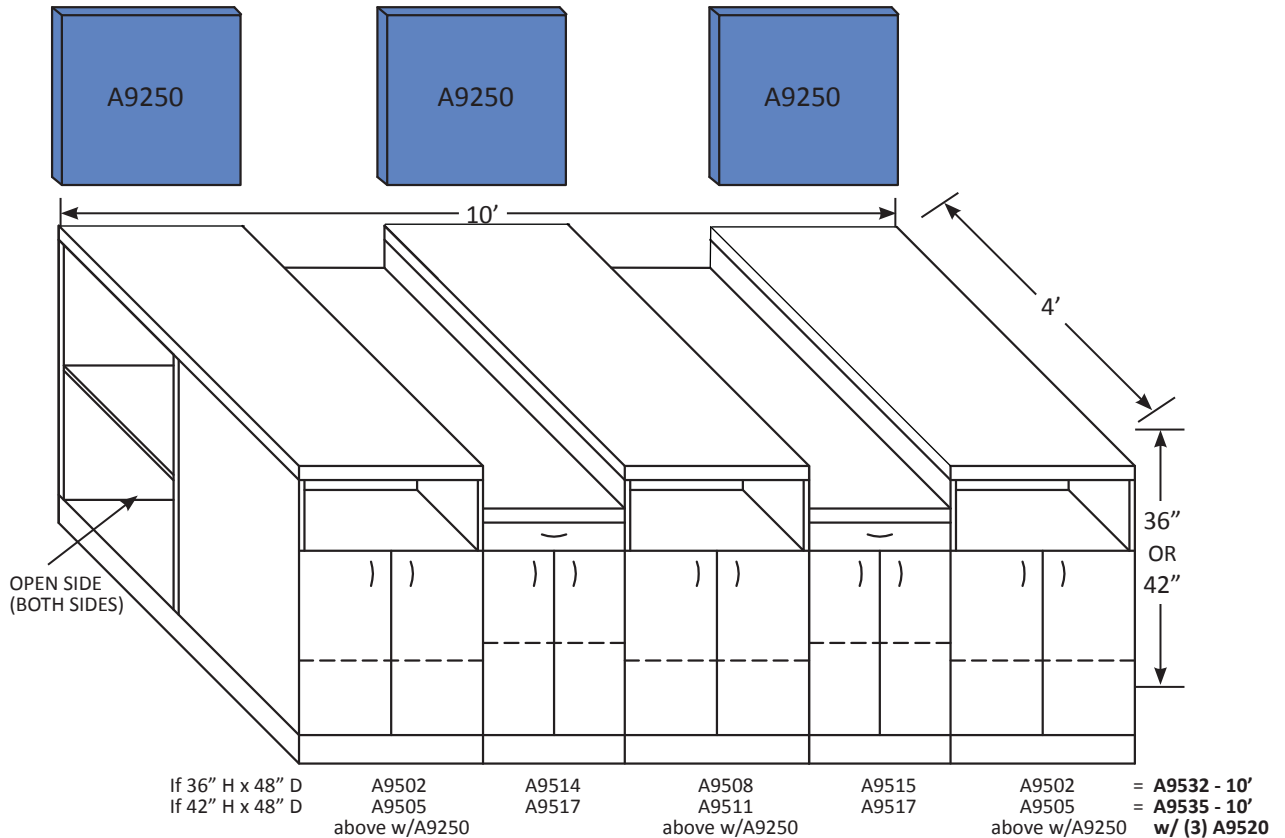 A9250 A9250 A9250
10’
4’
36”
OR
42”
OPEN SIDE
(BOTH SIDES)
If 36” H x 48” D A9502 A9514 A9508 A9515 A9502 = A9532 - 10’
If 42” H x 48” D A9505 A9517 A9511 A9517 A9505 = A9535 - 10’
above w/A9250 above w/A9250 above w/A9250 w/ (3) A9520